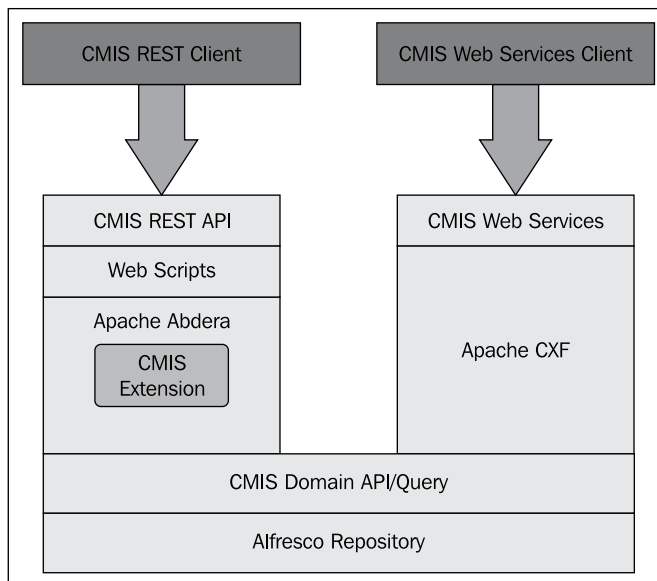 CMIS REST Client
CMIS Web Services Client
CMIS REST API
CMIS Web Services
Web Scripts
Apache Abdera
CMIS
Extension
Apache CXF
CMIS Domain API/Query
Alfresco Repository